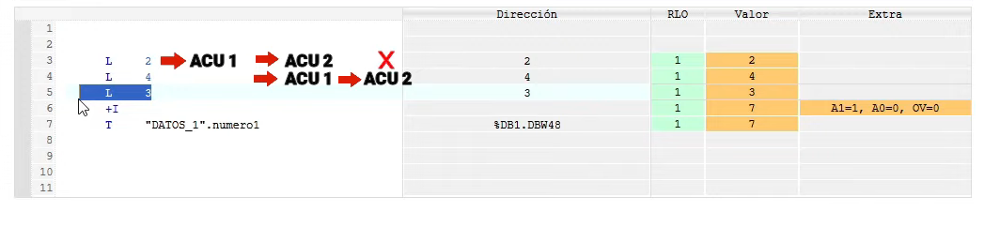 Dirección RLO Valor Extra
1
2
3 L 2 ACU 1 ACU 2 X 2 1 2
4 L 4 ACU 1 ACU 2 4 1 4
5 L 3 3 1 3
6 +I 1 7 A1=1, A0=0, OV=0
7 T "DATOS_1".numero1 %DB1.DBW48 1 7
8
9
10
11